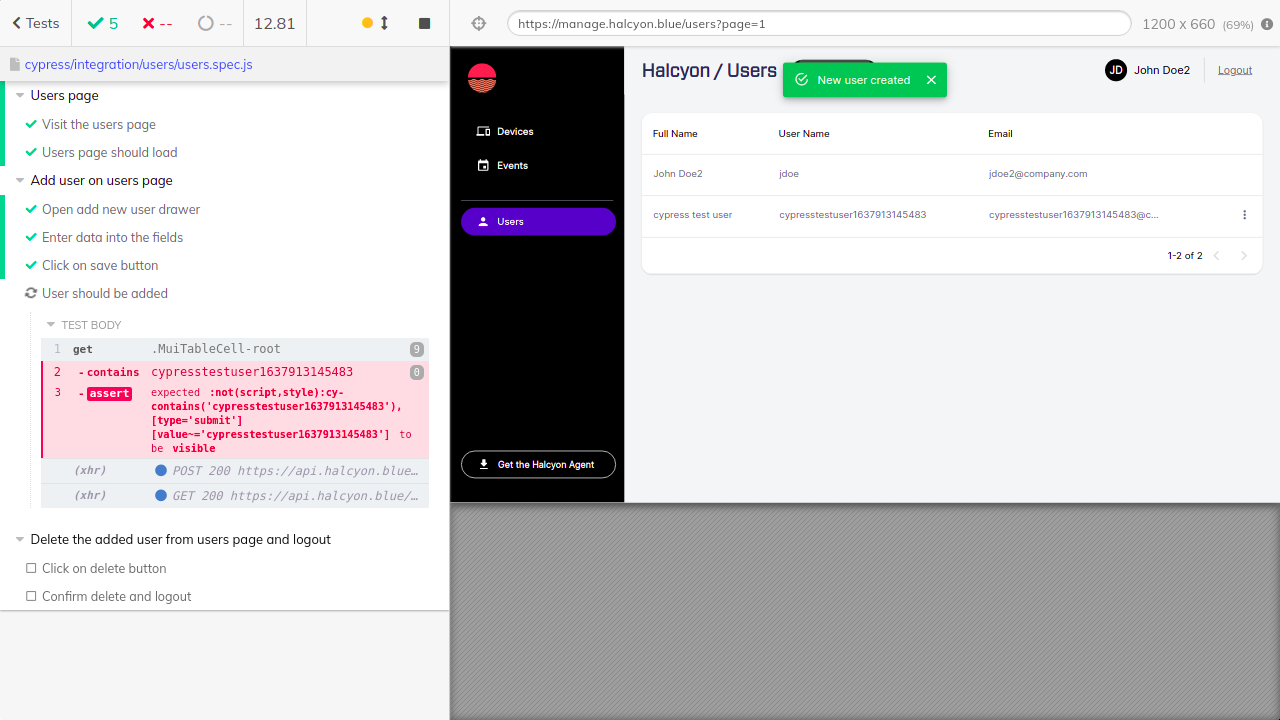 Tests
5
--
--
12.81
https://manage.halcyon.blue/users?page=1
1200 x 660 (69%)
cypress/integration/users/users.spec.js
Users page
Visit the users page
Users page should load
Add user on users page
Open add new user drawer
Enter data into the fields
Click on save button
User should be added
TEST BODY
1 get .MuiTableCell-root 9
2 - contains cypresstestuser1637913145483 0
3 - assert expected :not(script,style):cy-
contains('cypresstestuser1637913145483'),
[type='submit']
[value~='cypresstestuser1637913145483'] to
be visible
(xhr) POST 200 https://api.halcyon.blue…
(xhr) GET 200 https://api.halcyon.blue/…
Delete the added user from users page and logout
Click on delete button
Confirm delete and logout
Halcyon / Users
New user created
JD John Doe2
Logout
Devices
Events
Users
Get the Halcyon Agent
Full Name User Name Email
John Doe2 jdoe jdoe2@company.com
cypress test user cypresstestuser1637913145483 cypresstestuser1637913145483@c...
1-2 of 2